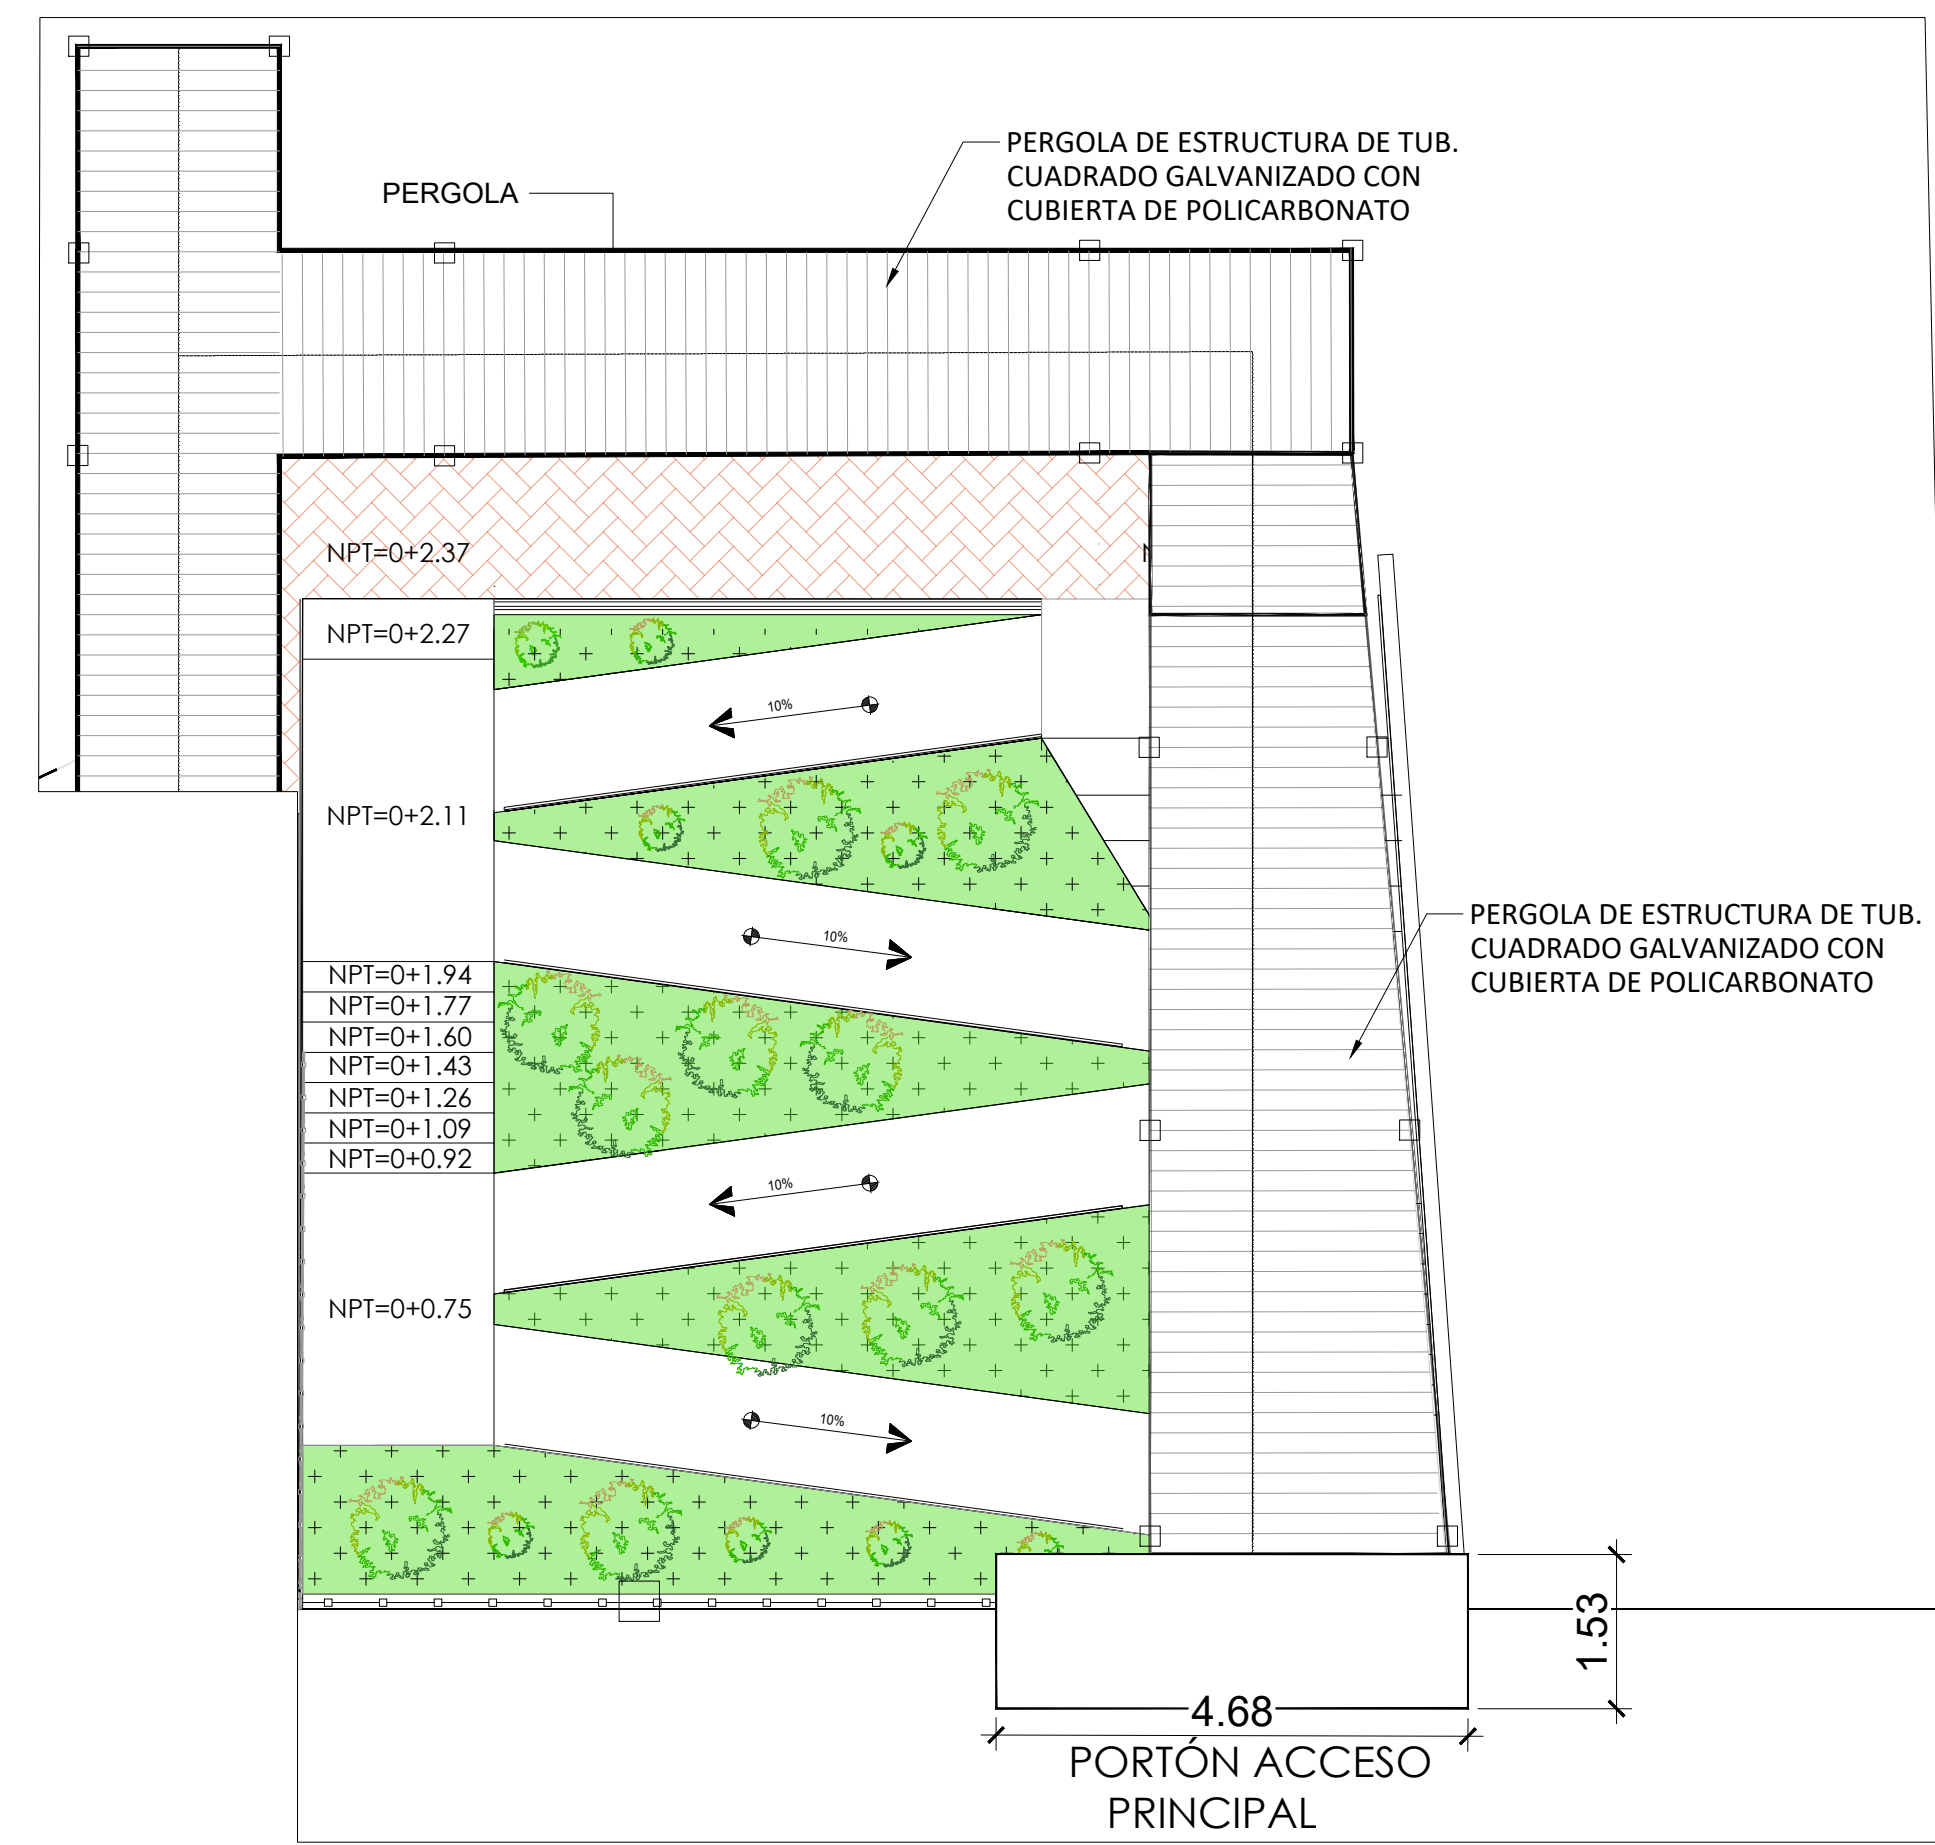 PERGOLA DE ESTRUCTURA DE TUB.
CUADRADO GALVANIZADO CON
CUBIERTA DE POLICARBONATO
PERGOLA
NPT=0+2.37
NPT=0+2.27
10%
NPT=0+2.11
PERGOLA DE ESTRUCTURA DE TUB.
CUADRADO GALVANIZADO CON
CUBIERTA DE POLICARBONATO
10%
NPT=0+1.94
NPT=0+1.77
NPT=0+1.60
NPT=0+1.43
NPT=0+1.26
NPT=0+1.09
NPT=0+0.92
10%
NPT=0+0.75
10%
1.53
4.68
PORTÓN ACCESO
PRINCIPAL